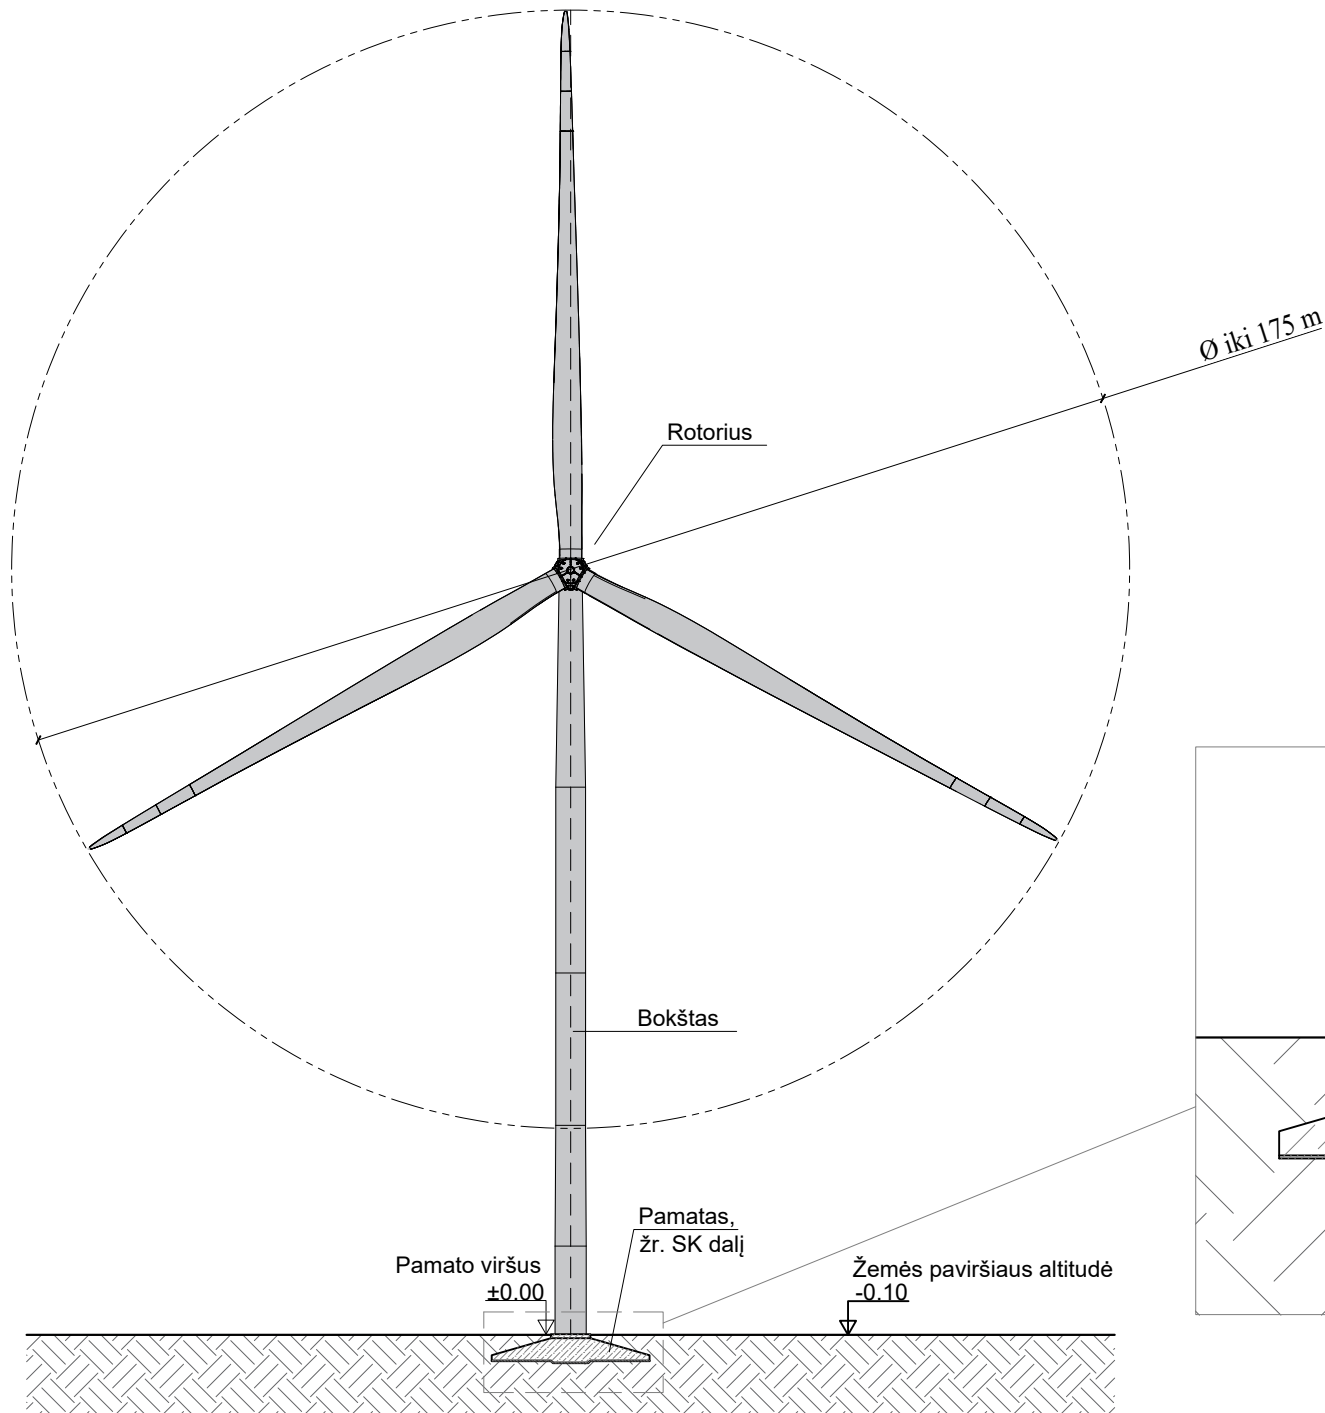 Ø iki 175 m
Rotorius
Bokštas
Pamatas,
žr. SK dalį
Pamato viršus
±0.00
Žemės paviršiaus altitudė
-0.10